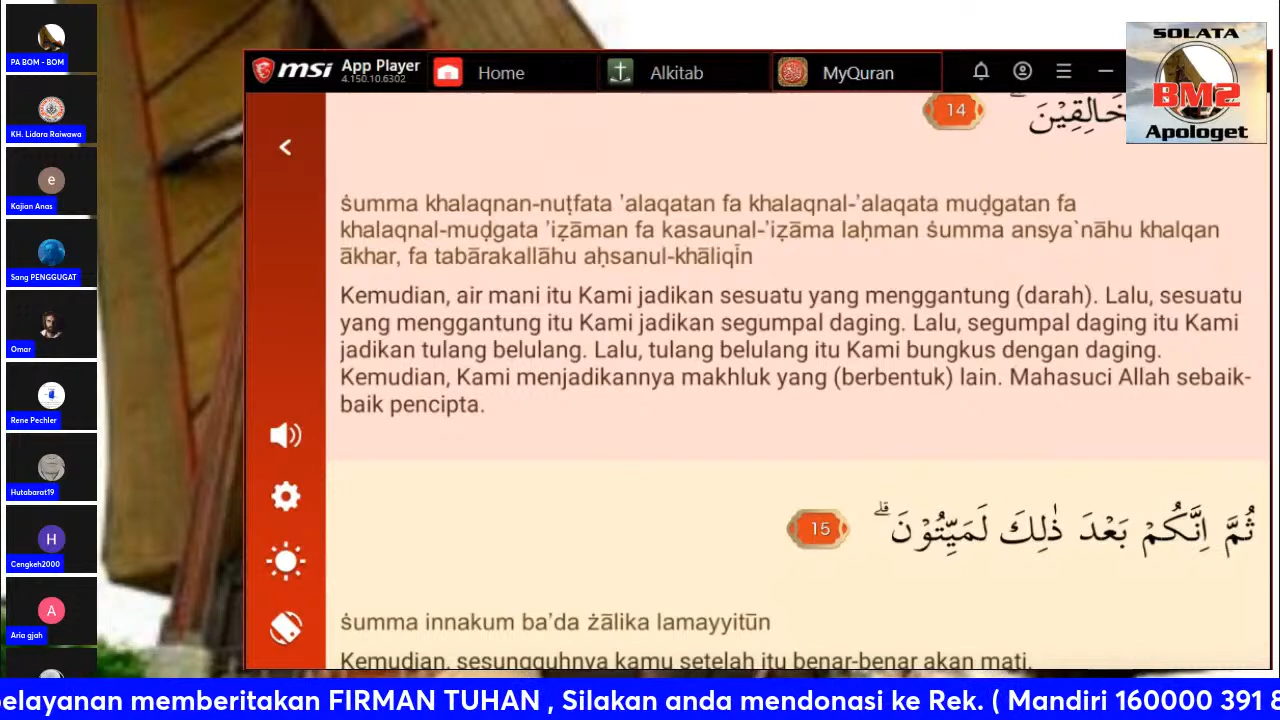 PA BOM - BOM
KH. Lidara Raiwawa
e
Kajian Anas
Sang PENGGUGAT
Omar
Rene Pechler
Hutabarat19
H
Cengkeh2000
A
Aria gjah
msi App Player
4.150.10.6302
Home
Alkitab
MyQuran
SOLATA
BM2
Apologet
خَالِقِيْنَۗ 14
ṡumma khalaqnan-nuṭfata ’alaqatan fa khalaqnal-’alaqata muḍgatan fa
khalaqnal-muḍgata ’iẓāman fa kasaunal-’iẓāma laḥman ṡumma ansya`nāhu khalqan
ākhar, fa tabārakallāhu aḥsanul-khāliqīn
Kemudian, air mani itu Kami jadikan sesuatu yang menggantung (darah). Lalu, sesuatu
yang menggantung itu Kami jadikan segumpal daging. Lalu, segumpal daging itu Kami
jadikan tulang belulang. Lalu, tulang belulang itu Kami bungkus dengan daging.
Kemudian, Kami menjadikannya makhluk yang (berbentuk) lain. Mahasuci Allah sebaik-
baik pencipta.
ثُمَّ اِنَّكُمْ بَعْدَ ذٰلِكَ لَمَيِّتُوْنَ ۗ 15
ṡumma innakum ba’da żālika lamayyitūn
Kemudian, sesungguhnya kamu setelah itu benar-benar akan mati.
pelayanan memberitakan FIRMAN TUHAN , Silakan anda mendonasi ke Rek. ( Mandiri 160000 391 8